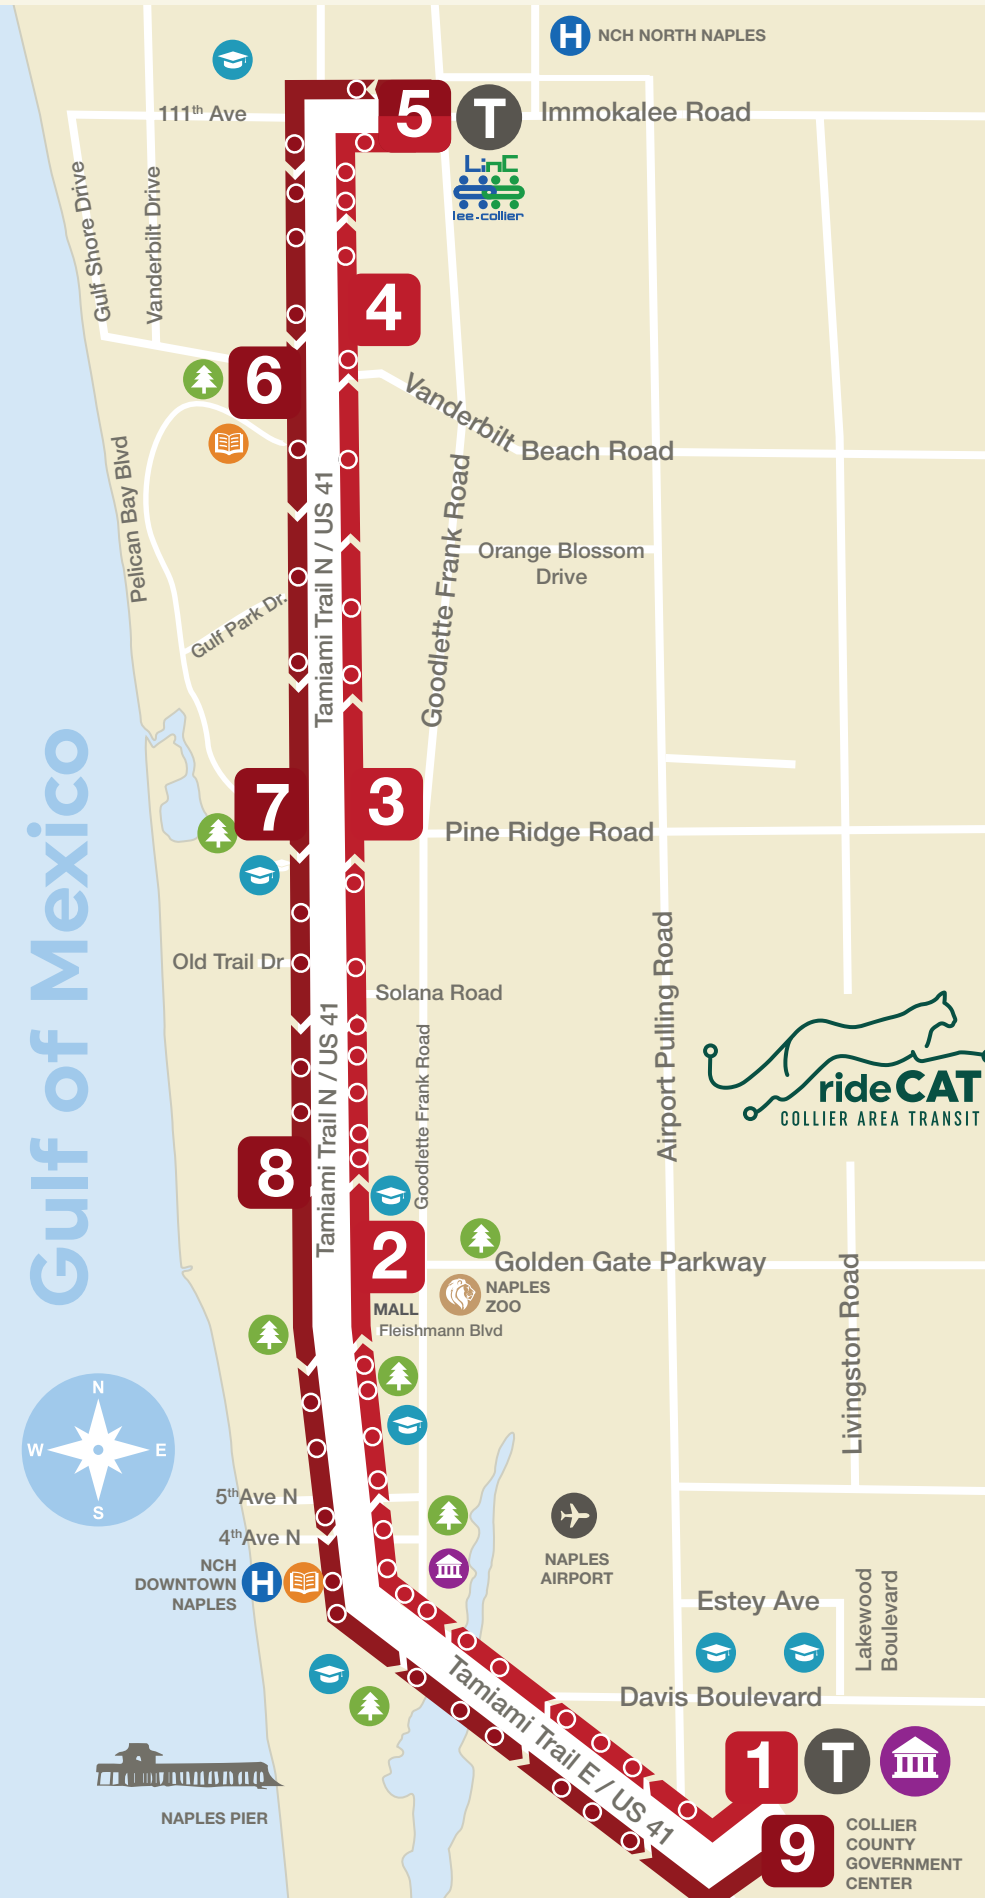 H
NCH NORTH NAPLES
111th Ave
5
T
Immokalee Road
LinC
lee.collier
Gulf Shore Drive
Vanderbilt Drive
4
6
Vanderbilt
Beach Road
Pelican Bay Blvd
Tamiami Trail N / US 41
Goodlette Frank Road
Orange Blossom
Drive
Gulf Park Dr.
Gulf of Mexico
7
3
Pine Ridge Road
Old Trail Dr
Solana Road
Airport Pulling Road
Tamiami Trail N / US 41
Goodlette Frank Road
rideCAT
COLLIER AREA TRANSIT
8
2
Golden Gate Parkway
MALL
NAPLES
ZOO
Fleishmann Blvd
Livingston Road
N
W
E
S
5th Ave N
4th Ave N
NCH
DOWNTOWN
NAPLES
H
NAPLES
AIRPORT
Estey Ave
Lakewood
Boulevard
Davis Boulevard
Tamiami Trail E / US 41
1
T
NAPLES PIER
9
COLLIER
COUNTY
GOVERNMENT
CENTER